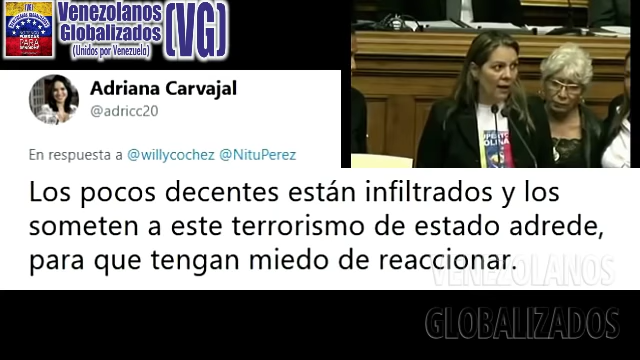 Venezolanos
Globalizados
(Unidos por Venezuela)
(VG)
Adriana Carvajal
@adricc20
En respuesta a @willycochez @NituPerez
Los pocos decentes están infiltrados y los
someten a este terrorismo de estado adrede,
para que tengan miedo de reaccionar.
VENEZOLANOS
GLOBALIZADOS